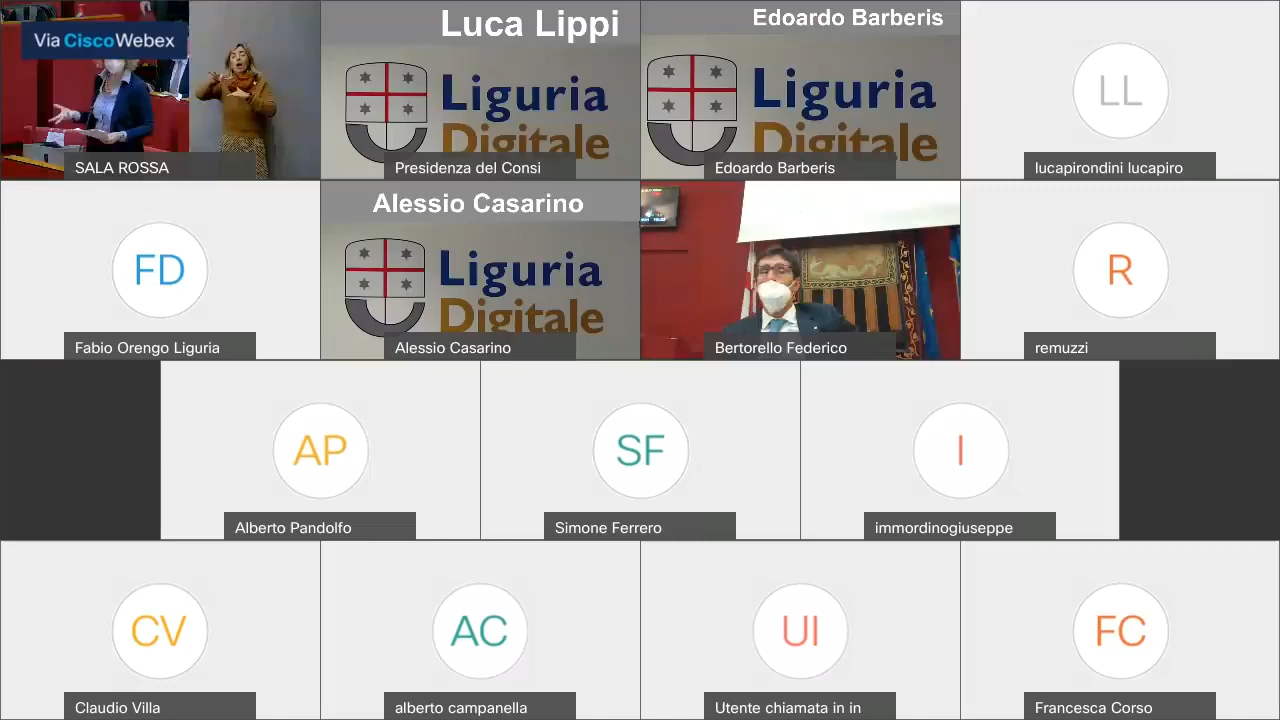 Via CiscoWebex
SALA ROSSA
Luca Lippi
Liguria
Digitale
Presidenza del Consi
Edoardo Barberis
Liguria
Digitale
Edoardo Barberis
LL
lucapirondini lucapiro
FD
Fabio Orengo Liguria
Alessio Casarino
Liguria
Digitale
Alessio Casarino
Bertorello Federico
R
remuzzi
AP
Alberto Pandolfo
SF
Simone Ferrero
I
immordinogiuseppe
CV
Claudio Villa
AC
alberto campanella
UI
Utente chiamata in in
FC
Francesca Corso